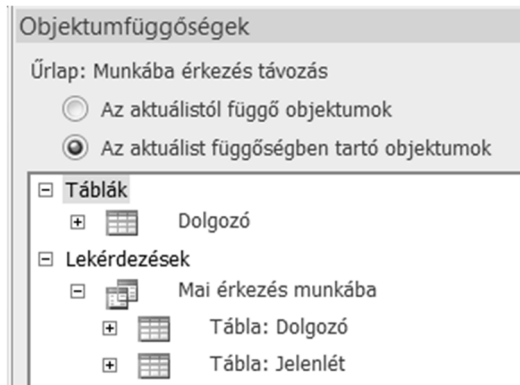 Objektumfüggőségek
Űrlap: Munkába érkezés távozás
Az aktuálistól függő objektumok
Az aktuálist függőségben tartó objektumok
Táblák
Dolgozó
Lekérdezések
Mai érkezés munkába
Tábla: Dolgozó
Tábla: Jelenlét